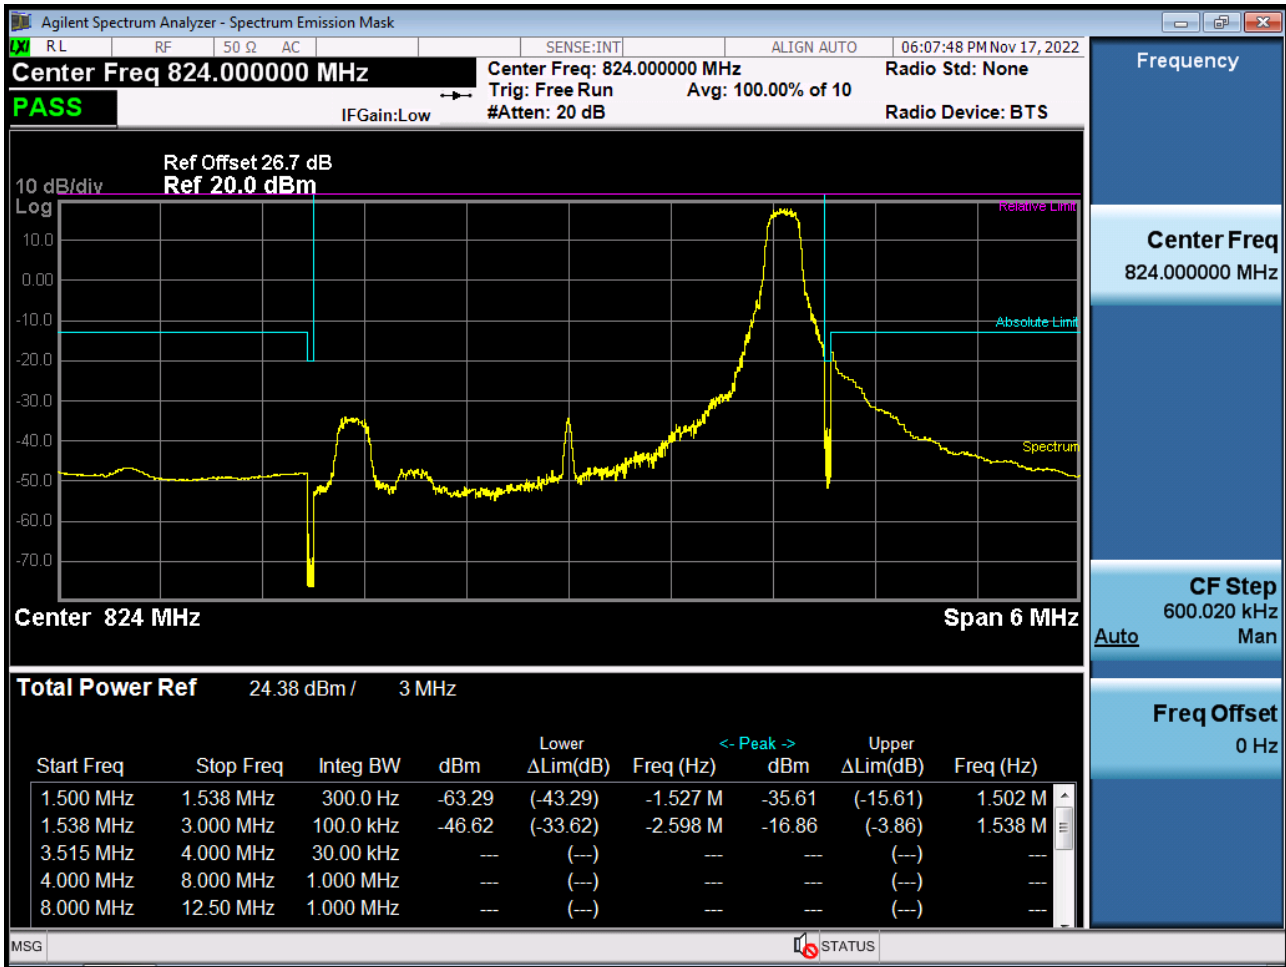 Agilent Spectrum Analyzer - Spectrum Emission Mask
LXI RL RF 50 Ω AC SENSE:INT ALIGN AUTO 06:07:48 PM Nov 17, 2022
Center Freq 824.000000 MHz
Center Freq: 824.000000 MHz Radio Std: None
Trig: Free Run Avg: 100.00% of 10
PASS
IFGain:Low #Atten: 20 dB Radio Device: BTS
Ref Offset 26.7 dB
10 dB/div Ref 20.0 dBm
Log
Relative Limit
10.0
0.00
-10.0
Absolute Limit
-20.0
-30.0
-40.0
Spectrum
-50.0
-60.0
-70.0
Center 824 MHz Span 6 MHz
Total Power Ref 24.38 dBm / 3 MHz
Lower <- Peak -> Upper
Start Freq Stop Freq Integ BW dBm ΔLim(dB) Freq (Hz) dBm ΔLim(dB) Freq (Hz)
1.500 MHz 1.538 MHz 300.0 Hz -63.29 (-43.29) -1.527 M -35.61 (-15.61) 1.502 M
1.538 MHz 3.000 MHz 100.0 kHz -46.62 (-33.62) -2.598 M -16.86 (-3.86) 1.538 M
3.515 MHz 4.000 MHz 30.00 kHz --- (---) --- --- (---) ---
4.000 MHz 8.000 MHz 1.000 MHz --- (---) --- --- (---) ---
8.000 MHz 12.50 MHz 1.000 MHz --- (---) --- --- (---) ---
MSG STATUS
Frequency
Center Freq
824.000000 MHz
CF Step
600.020 kHz
Auto Man
Freq Offset
0 Hz